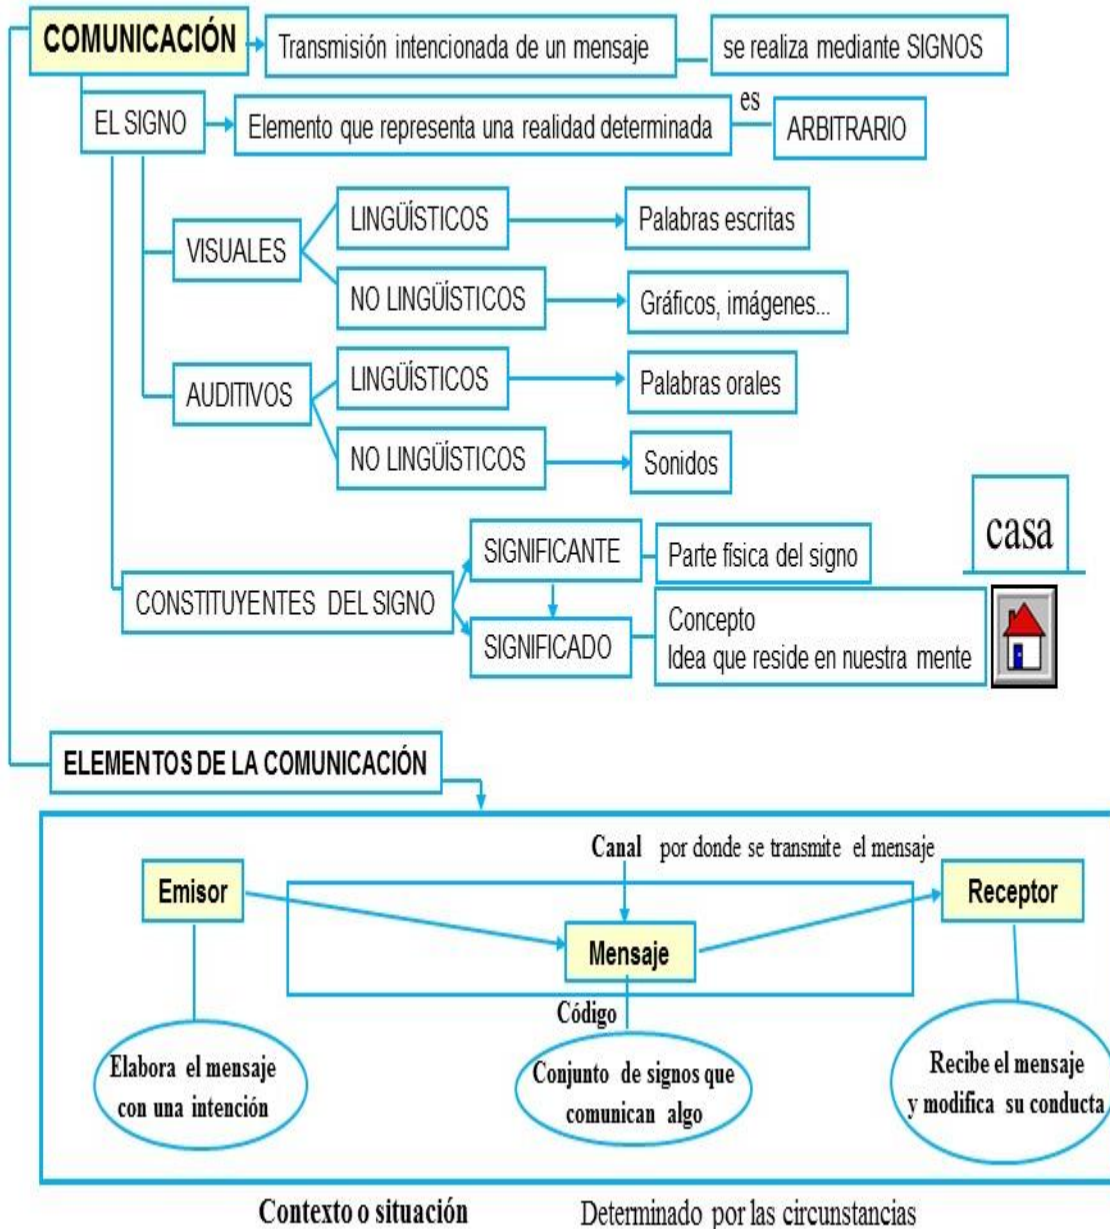 COMUNICACIÓN
Transmisión intencionada de un mensaje
se realiza mediante SIGNOS
EL SIGNO
Elemento que representa una realidad determinada
es
ARBITRARIO
VISUALES
LINGÜÍSTICOS
Palabras escritas
NO LINGÜÍSTICOS
Gráficos, imágenes...
AUDITIVOS
LINGÜÍSTICOS
Palabras orales
NO LINGÜÍSTICOS
Sonidos
CONSTITUYENTES DEL SIGNO
SIGNIFICANTE
Parte física del signo
casa
SIGNIFICADO
Concepto
Idea que reside en nuestra mente
ELEMENTOS DE LA COMUNICACIÓN
Canal por donde se transmite el mensaje
Emisor
Mensaje
Receptor
Código
Elabora el mensaje
con una intención
Conjunto de signos que
comunican algo
Recibe el mensaje
y modifica su conducta
Contexto o situación
Determinado por las circunstancias